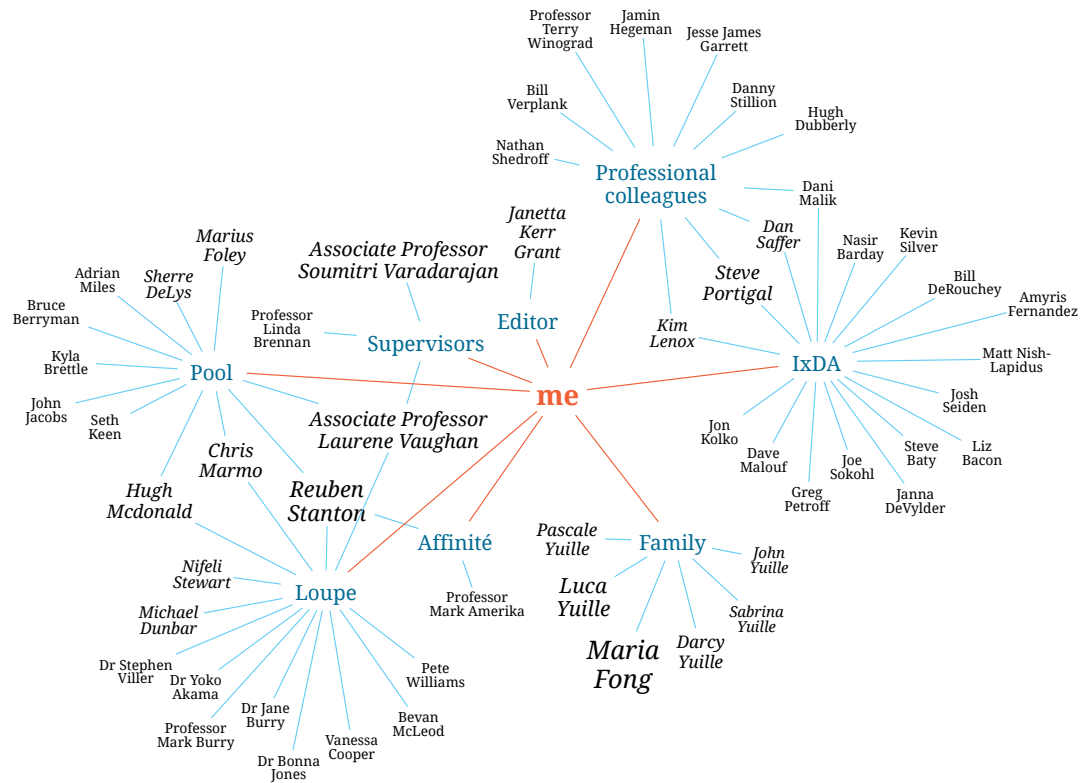 Professor
Terry
Winograd
Jamin
Hegeman
Jesse James
Garrett
Bill
Verplank
Danny
Stillion
Hugh
Dubberly
Nathan
Shedroff
Professional
colleagues
Dani
Malik
Janetta
Kerr
Grant
Dan
Saffer
Marius
Foley
Associate Professor
Soumitri Varadarajan
Nasir
Barday
Kevin
Silver
Adrian
Miles
Sherre
DeLys
Steve
Portigal
Bill
DeRouchey
Bruce
Berryman
Amyris
Fernandez
Professor
Linda
Brennan
Editor
Kim
Lenox
Supervisors
Kyla
Brettle
Pool
IxDA
Matt Nish-
Lapidus
me
John
Jacobs
Seth
Keen
Associate Professor
Laurene Vaughan
Josh
Seiden
Jon
Kolko
Chris
Marmo
Dave
Malouf
Joe
Sokohl
Steve
Baty
Liz
Bacon
Hugh
Mcdonald
Reuben
Stanton
Greg
Petroff
Janna
DeVylder
Affinité
Pascale
Yuille
Family
John
Yuille
Nifeli
Stewart
Loupe
Luca
Yuille
Professor
Mark Amerika
Michael
Dunbar
Sabrina
Yuille
Maria
Fong
Darcy
Yuille
Dr Stephen
Viller
Dr Yoko
Akama
Pete
Williams
Professor
Mark Burry
Dr Jane
Burry
Bevan
McLeod
Dr Bonna
Jones
Vanessa
Cooper